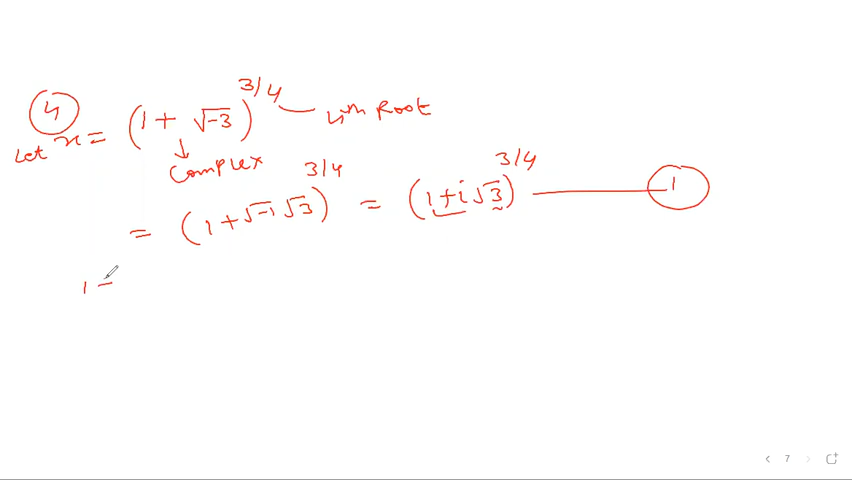 4
Let x = (1 + √-3)^3/4 — 4th Root
↓
Complex
= (1 + √-1 √3)^3/4 = (1 + i √3)^3/4 — 1
1 -
7